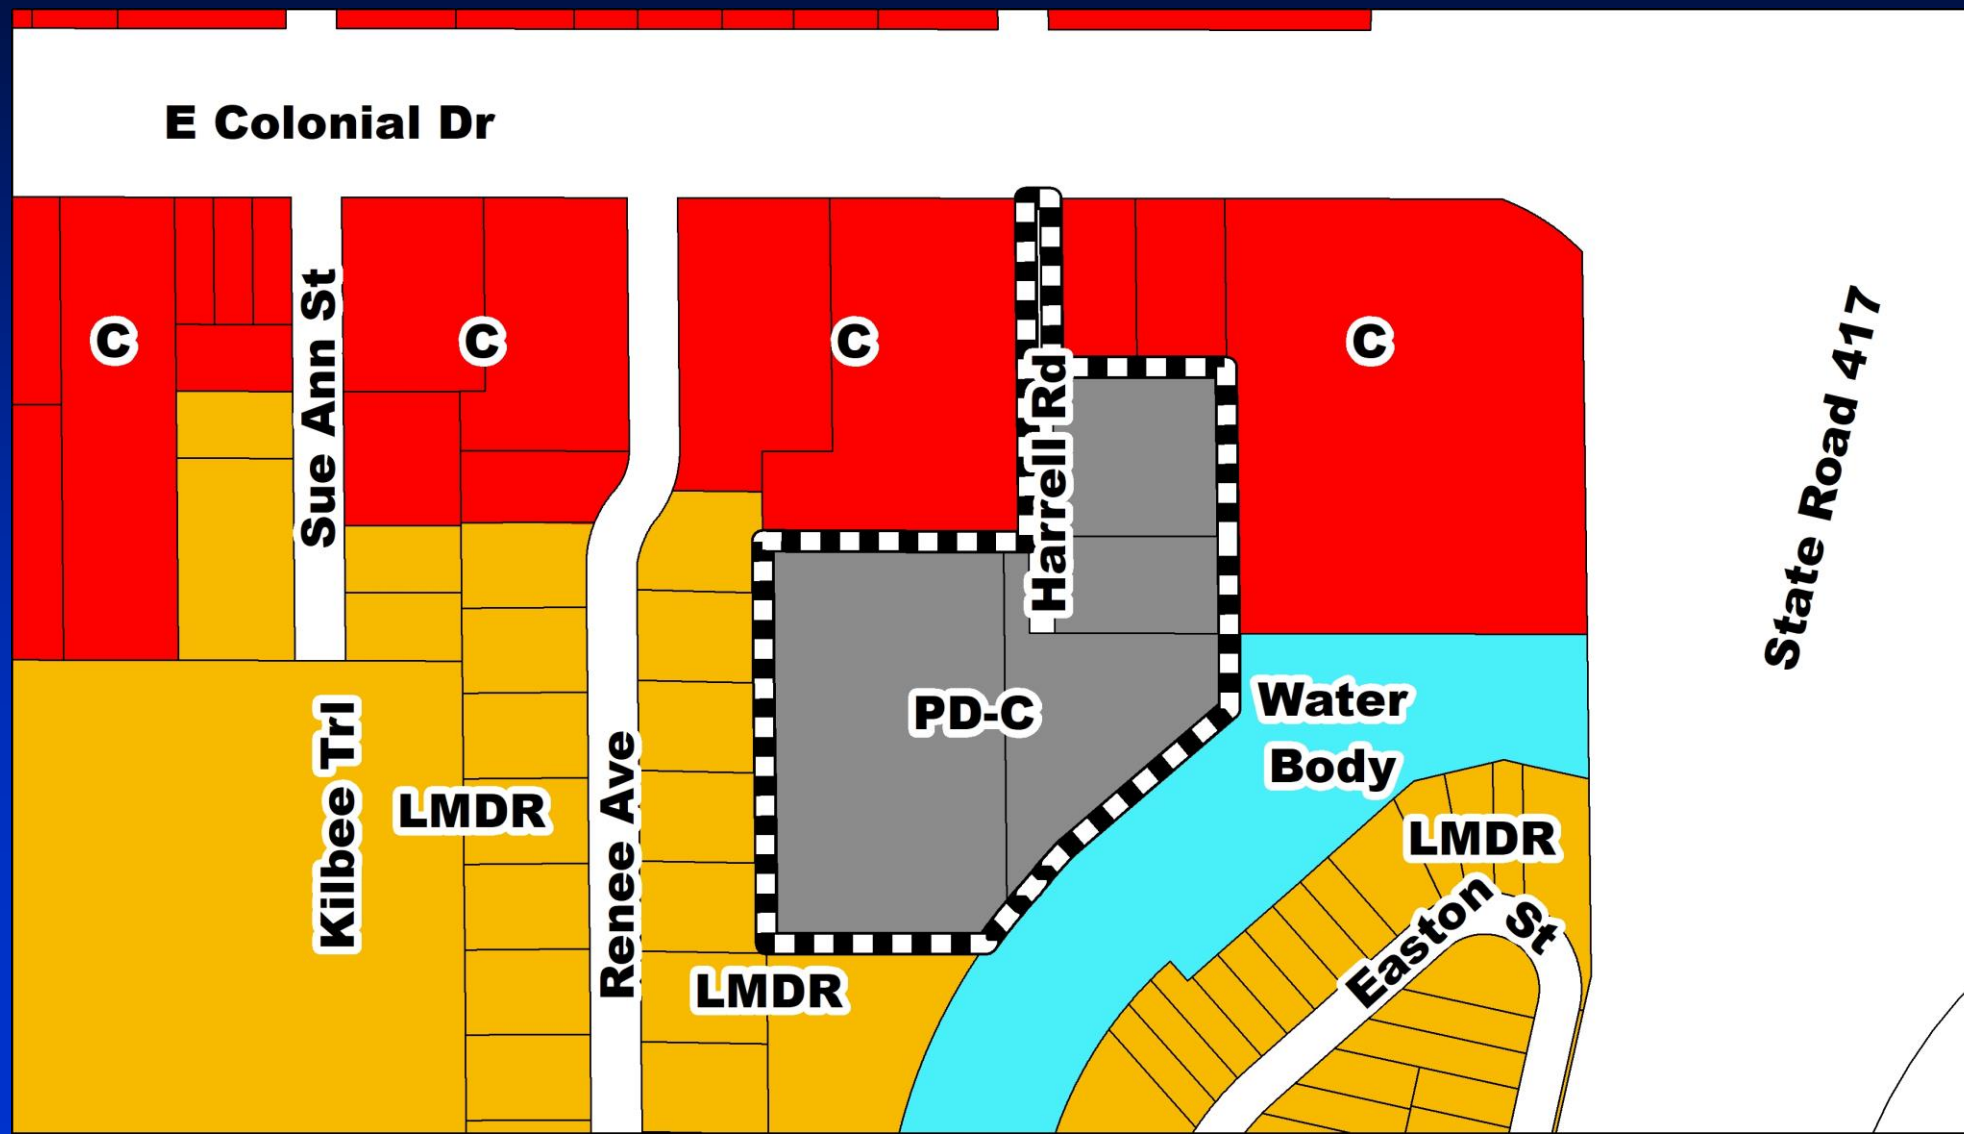 E Colonial Dr
C
C
C
C
Sue Ann St
Harrell Rd
State Road 417
PD-C
Water
Body
Kilbee Trl
LMDR
Renee Ave
LMDR
Easton St
LMDR